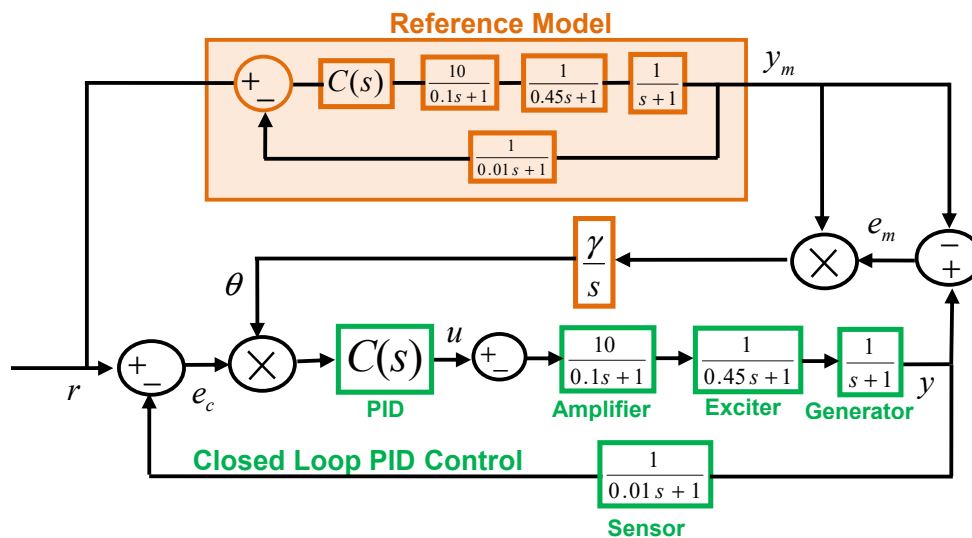 Reference Model
+
−
C(s)
10
0.1s+1
1
0.45s+1
1
s+1
y_m
1
0.01s+1
γ
s
θ
×
e_m
−
+
r
+
−
e_c
×
C(s)
PID
u
+
−
10
0.1s+1
Amplifier
1
0.45s+1
Exciter
1
s+1
Generator
y
Closed Loop PID Control
1
0.01s+1
Sensor